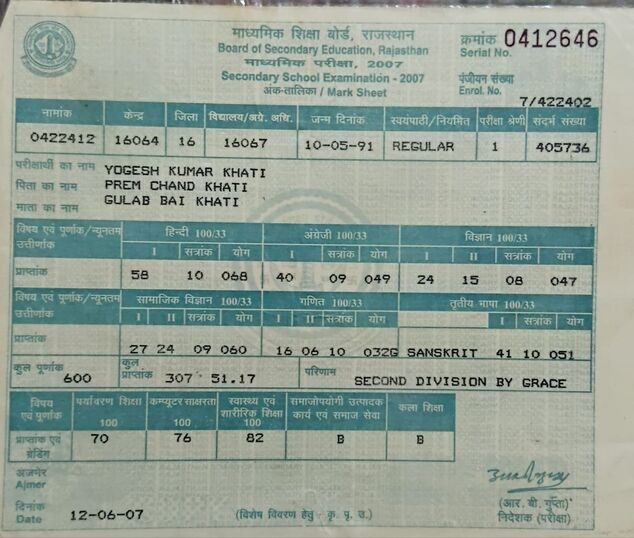 माध्यमिक शिक्षा बोर्ड, राजस्थान
Board of Secondary Education, Rajasthan
माध्यमिक परीक्षा, 2007
Secondary School Examination - 2007
अंक-तालिका / Mark Sheet
क्रमांक 0412646
Serial No.
पंजीयन संख्या
Enrol. No.
7/422402
नामांक केन्द्र जिला विद्यालय/अग्रे. अधि. जन्म दिनांक स्वयंपाठी/नियमित परीक्षा श्रेणी संदर्भ संख्या
0422412 16064 16 16067 10-05-91 REGULAR 1 405736
परीक्षार्थी का नाम YOGESH KUMAR KHATI
पिता का नाम PREM CHAND KHATI
माता का नाम GULAB BAI KHATI
विषय एवं पूर्णांक/न्यूनतम उत्तीर्णांक हिन्दी 100/33 अंग्रेजी 100/33 विज्ञान 100/33
I सत्रांक योग I सत्रांक योग I II सत्रांक योग
प्राप्तांक 58 10 068 40 09 049 24 15 08 047
विषय एवं पूर्णांक/न्यूनतम उत्तीर्णांक सामाजिक विज्ञान 100/33 गणित 100/33 तृतीय भाषा 100/33
I II सत्रांक योग I II सत्रांक योग I सत्रांक योग
प्राप्तांक 27 24 09 060 16 06 10 032G SANSKRIT 41 10 051
कुल पूर्णांक 600 कुल प्राप्तांक 307 51.17 परिणाम SECOND DIVISION BY GRACE
विषय एवं पूर्णांक पर्यावरण शिक्षा 100 कम्प्यूटर साक्षरता 100 स्वास्थ्य एवं शारीरिक शिक्षा 100 समाजोपयोगी उत्पादक कार्य एवं समाज सेवा कला शिक्षा
प्राप्तांक एवं ग्रेडिंग 70 76 82 B B
अजमेर
Ajmer
दिनांक
Date 12-06-07
(विशेष विवरण हेतु - कृ. पृ. उ.)
(आर. बी. गुप्ता)
निदेशक (परीक्षा)